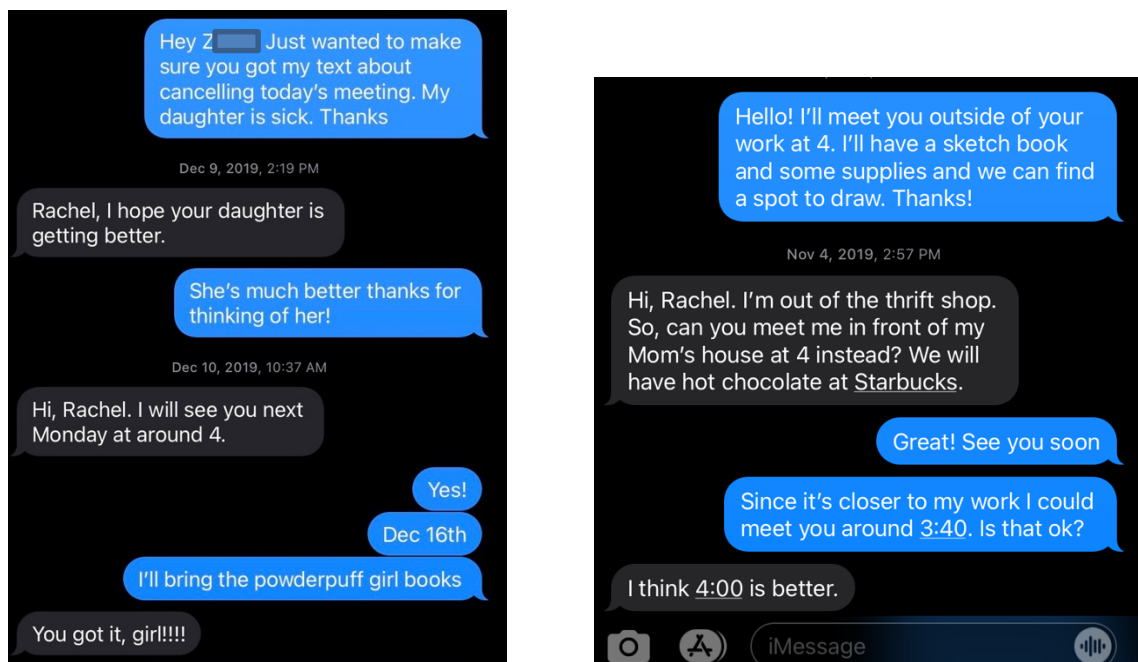 Hey Z Just wanted to make
sure you got my text about
cancelling today's meeting. My
daughter is sick. Thanks
Dec 9, 2019, 2:19 PM
Rachel, I hope your daughter is
getting better.
She's much better thanks for
thinking of her!
Dec 10, 2019, 10:37 AM
Hi, Rachel. I will see you next
Monday at around 4.
Yes!
Dec 16th
I'll bring the powderpuff girl books
You got it, girl!!!!
Hello! I'll meet you outside of your
work at 4. I'll have a sketch book
and some supplies and we can find
a spot to draw. Thanks!
Nov 4, 2019, 2:57 PM
Hi, Rachel. I'm out of the thrift shop.
So, can you meet me in front of my
Mom's house at 4 instead? We will
have hot chocolate at Starbucks.
Great! See you soon
Since it's closer to my work I could
meet you around 3:40. Is that ok?
I think 4:00 is better.
iMessage